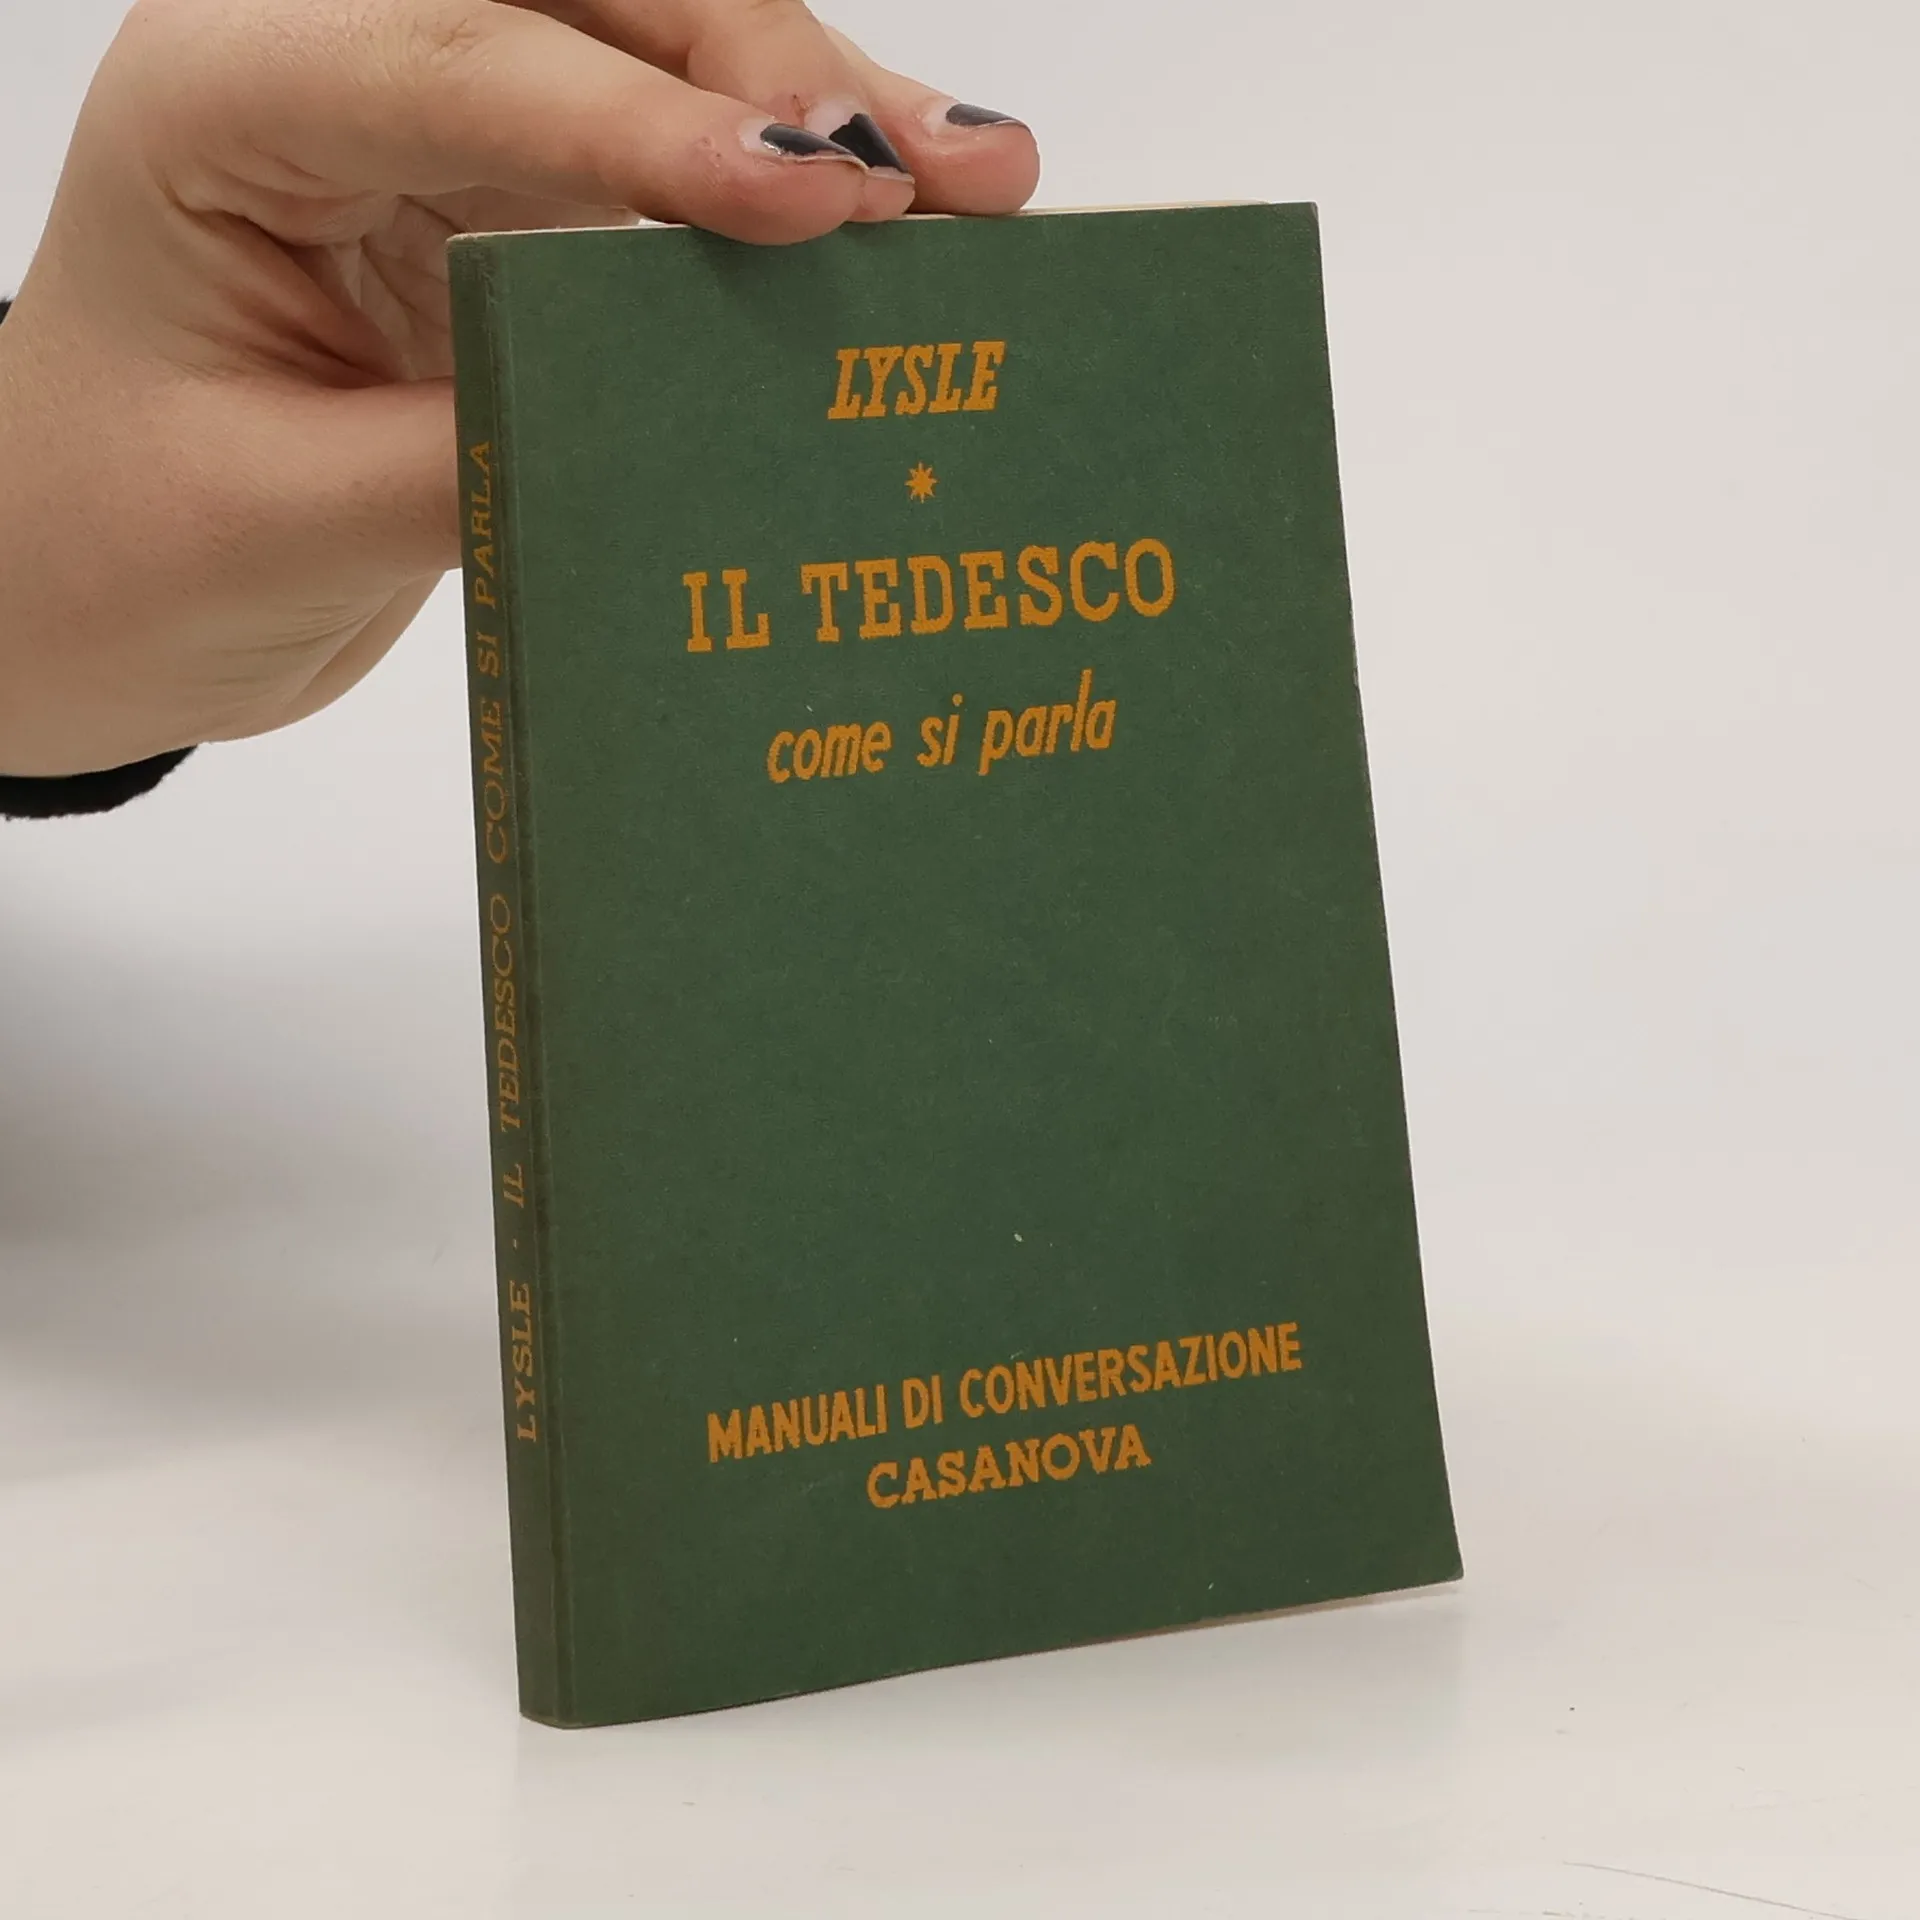 LYSLE
IL TEDESCO
come si parla
MANUALI DI CONVERSAZIONE
CASANOVA
LYSLE · IL TEDESCO COME SI PARLA